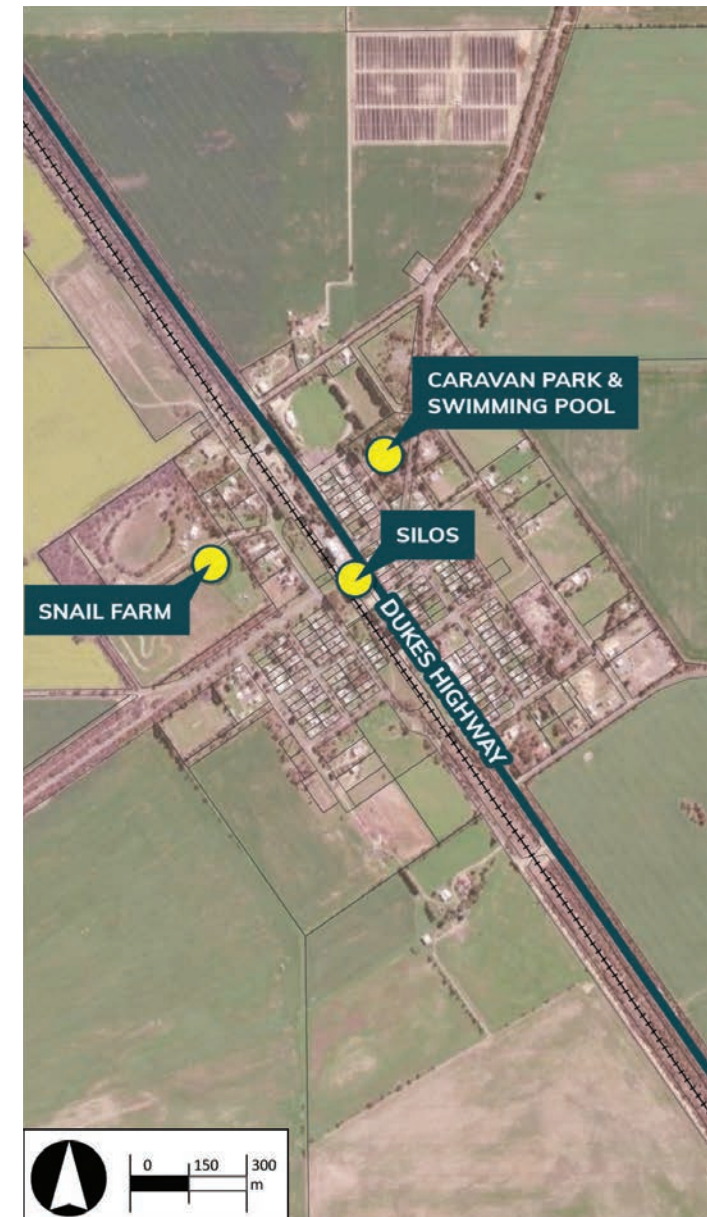 CARAVAN PARK &
SWIMMING POOL
SILOS
SNAIL FARM
DUKES HIGHWAY
0 150 300
m